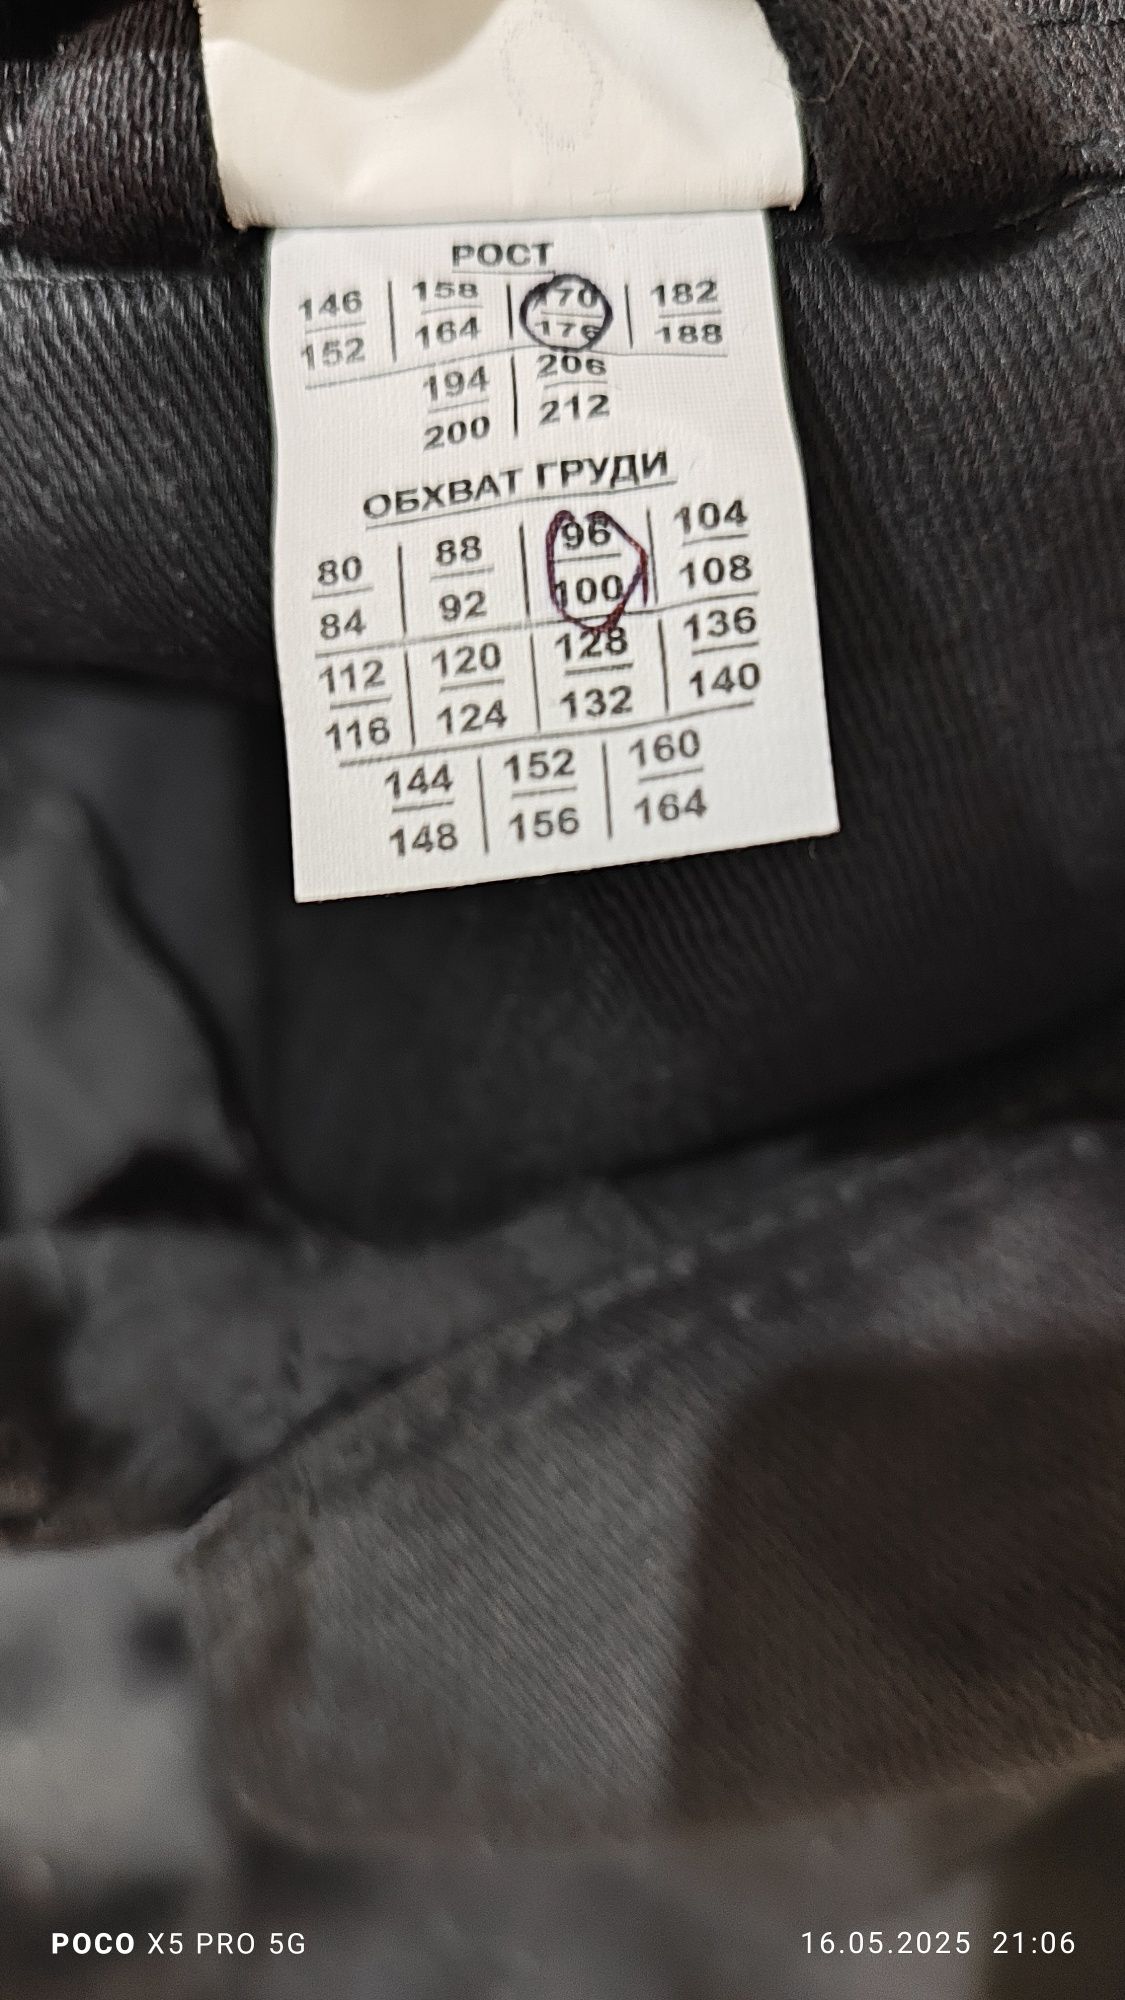 РОСТ
146 | 158 | 170 | 182
152 | 164 | 176 | 188
194 | 206
200 | 212
ОБХВАТ ГРУДИ
80 | 88 | 96 | 104
84 | 92 | 100 | 108
112 | 120 | 128 | 136
116 | 124 | 132 | 140
144 | 152 | 160
148 | 156 | 164
POCO X5 PRO 5G
16.05.2025 21:06